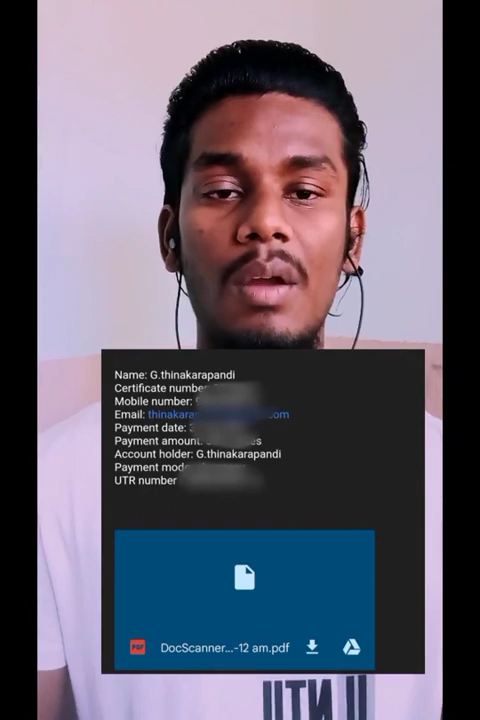 Name: G.thinakarapandi
Certificate number:
Mobile number:
Email:
Payment date: 3
Payment amount:
Account holder: G.thinakarapandi
Payment mode
UTR number
PDF
DocScanner...-12 am.pdf